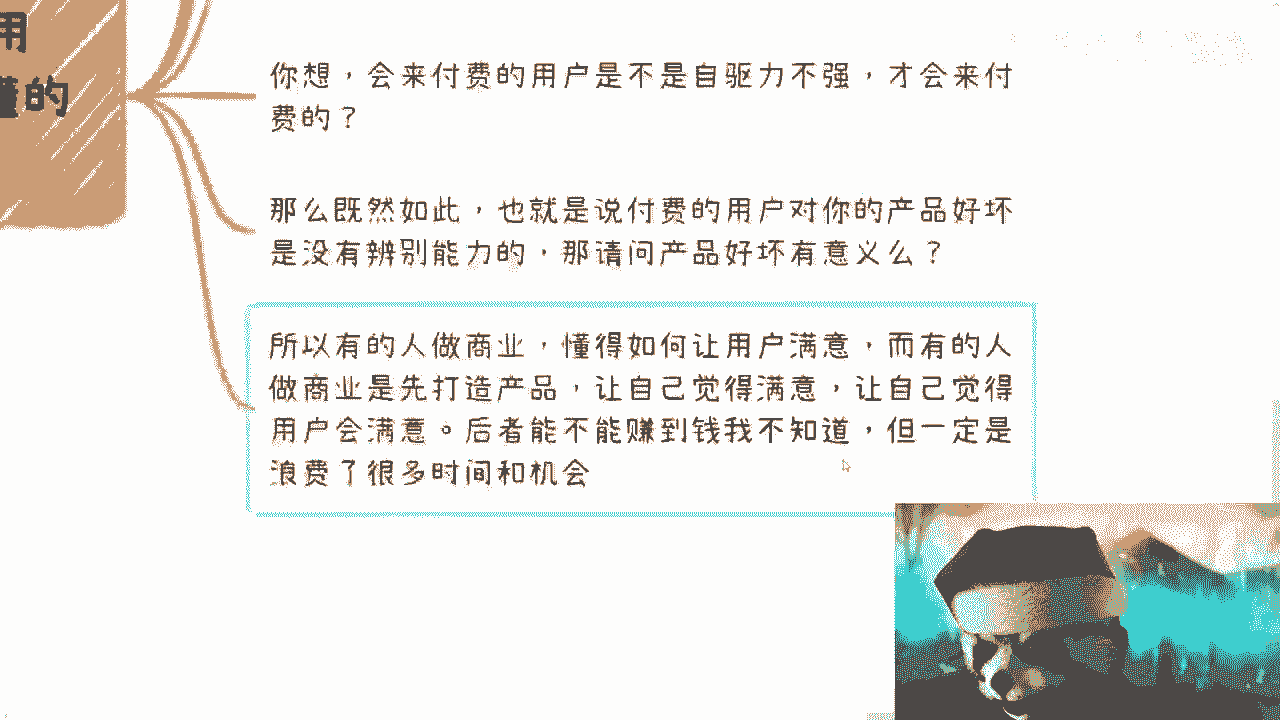 用
懂的
你想，会来付费的用户是不是自驱力不强，才会来付
费的？
那么既然如此，也就是说付费的用户对你的产品好坏
是没有辨别能力的，那请问产品好坏有意义么？
所以有的人做商业，懂得如何让用户满意，而有的人
做商业是先打造产品，让自己觉得满意，让自己觉得
用户会满意。后者能不能赚到钱我不知道，但一定是
浪费了很多时间和机会